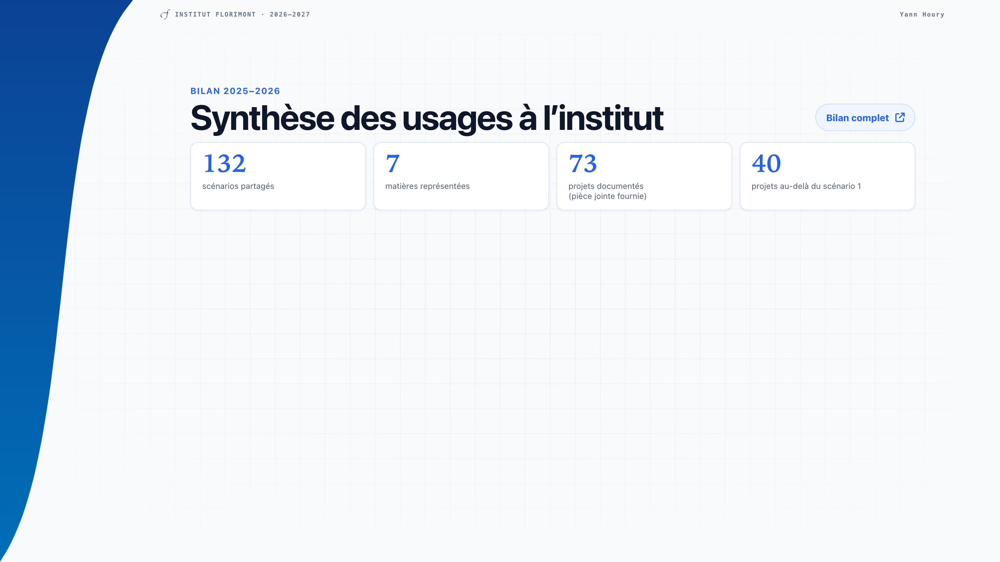 INSTITUT FLORIMONT · 2026–2027
Yann Houry
BILAN 2025–2026
Synthèse des usages à l’institut
Bilan complet
132
scénarios partagés
7
matières représentées
73
projets documentés
(pièce jointe fournie)
40
projets au-delà du scénario 1